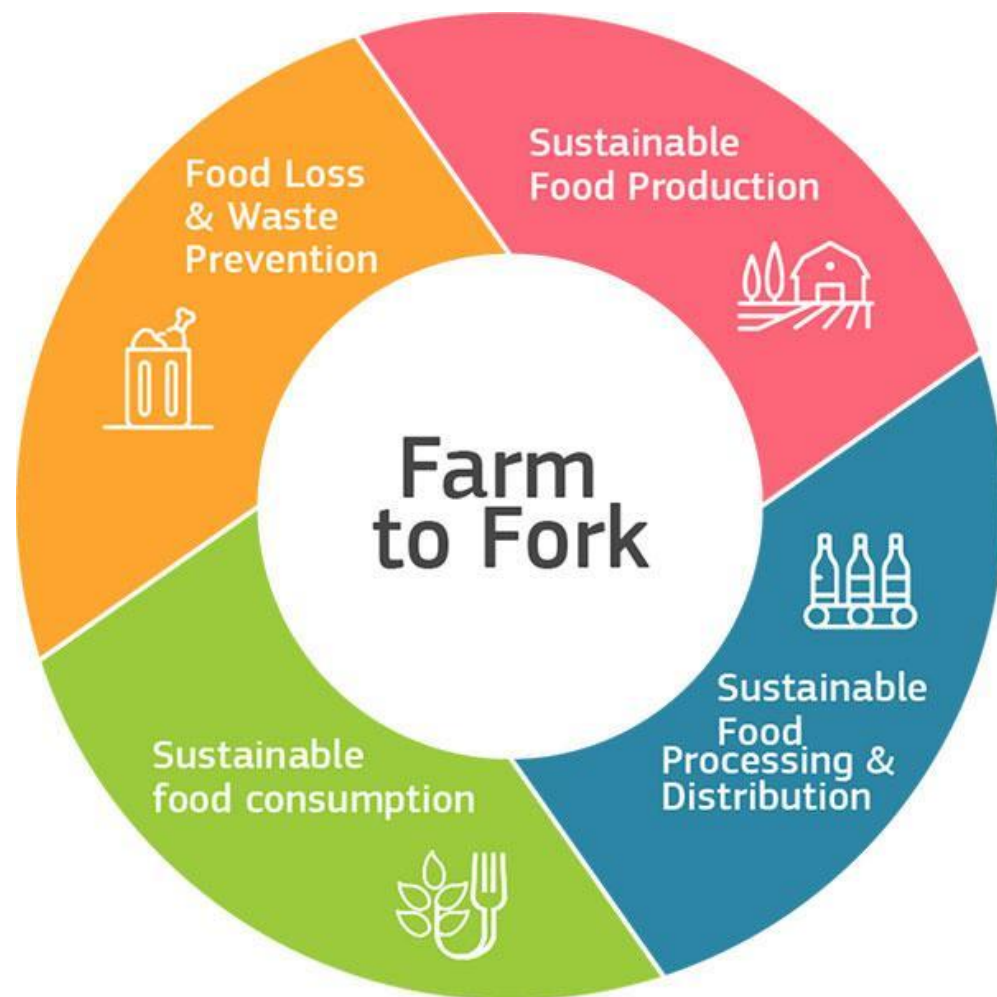 Farm
to Fork
Sustainable
Food Production
Sustainable
Food
Processing &
Distribution
Sustainable
food consumption
Food Loss
& Waste
Prevention